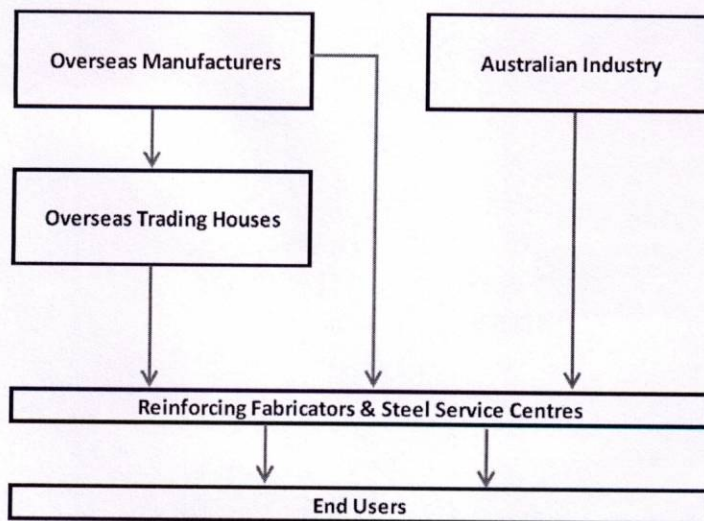 Overseas Manufacturers
Australian Industry
Overseas Trading Houses
Reinforcing Fabricators & Steel Service Centres
End Users